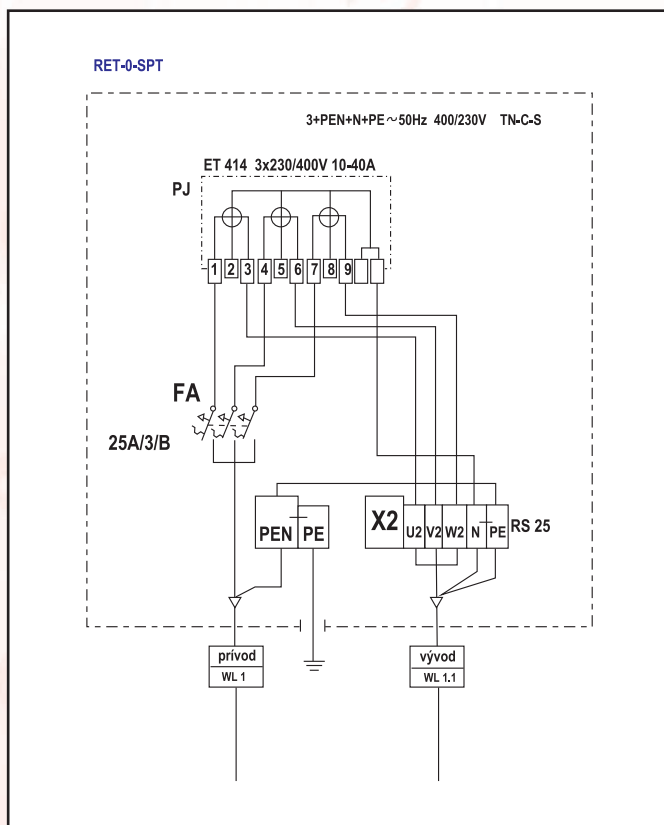 RET-0-SPT
3+PEN+N+PE~50Hz 400/230V TN-C-S
ET 414 3x230/400V 10-40A
PJ
1 2 3 4 5 6 7 8 9
FA
25A/3/B
PEN PE
X2 U2 V2 W2 N PE RS 25
prívod
WL 1
vývod
WL 1.1